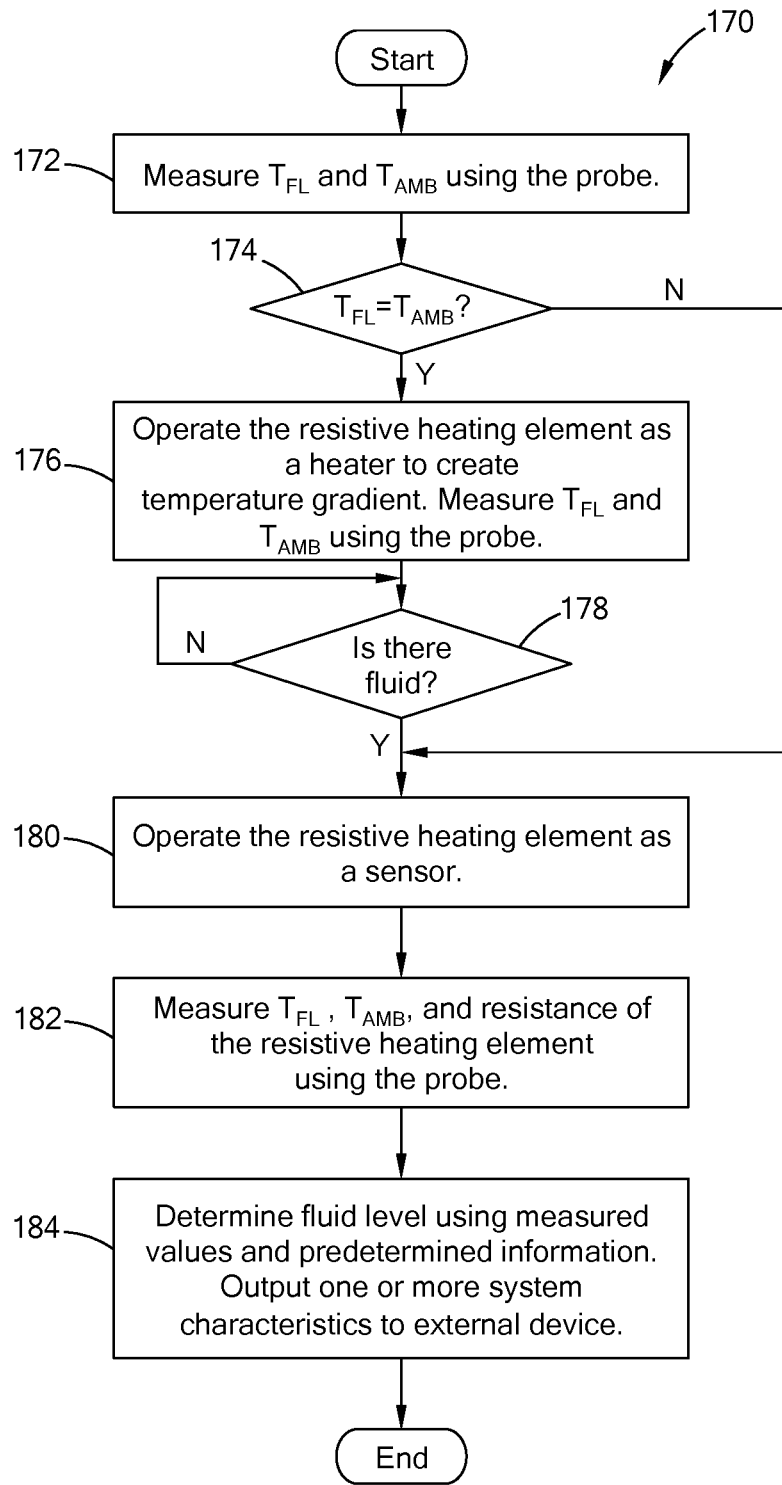 170
Start
172
Measure T_FL and T_AMB using the probe.
174
T_FL=T_AMB?
N
Y
176
Operate the resistive heating element as
a heater to create
temperature gradient. Measure T_FL and
T_AMB using the probe.
178
N
Is there
fluid?
Y
180
Operate the resistive heating element as
a sensor.
182
Measure T_FL , T_AMB, and resistance of
the resistive heating element
using the probe.
184
Determine fluid level using measured
values and predetermined information.
Output one or more system
characteristics to external device.
End